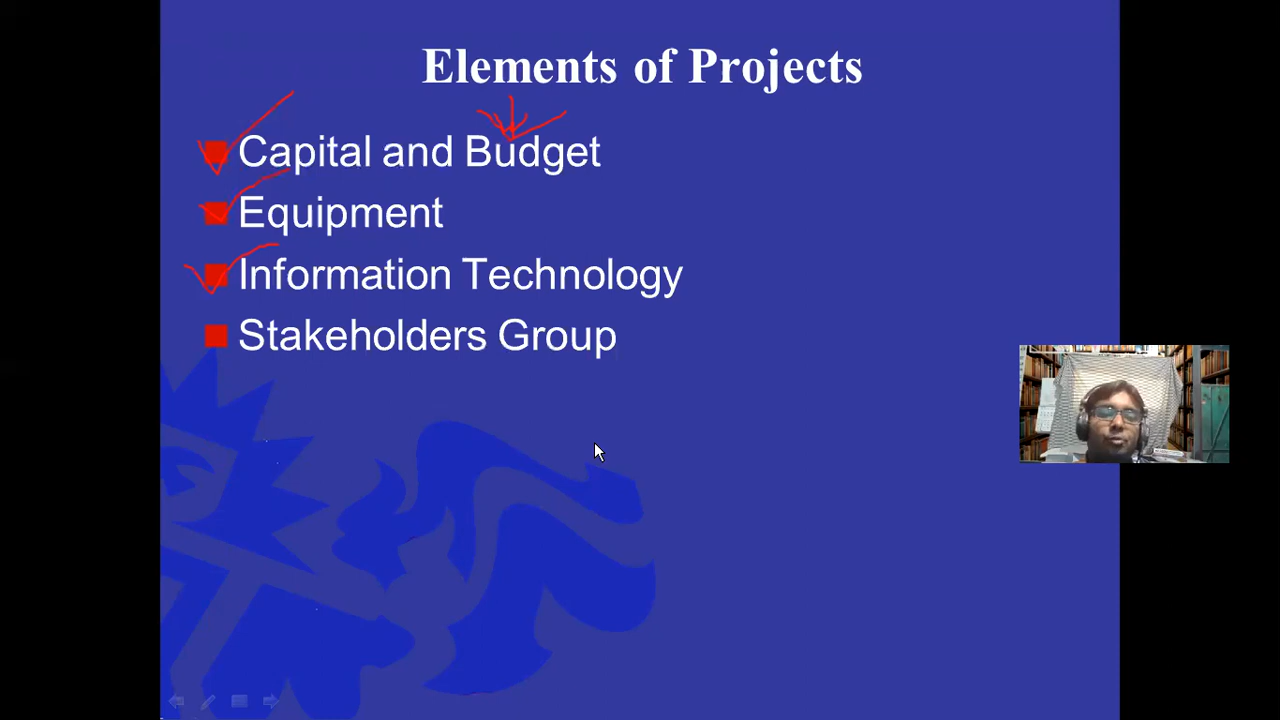 Elements of Projects
Capital and Budget
Equipment
Information Technology
Stakeholders Group